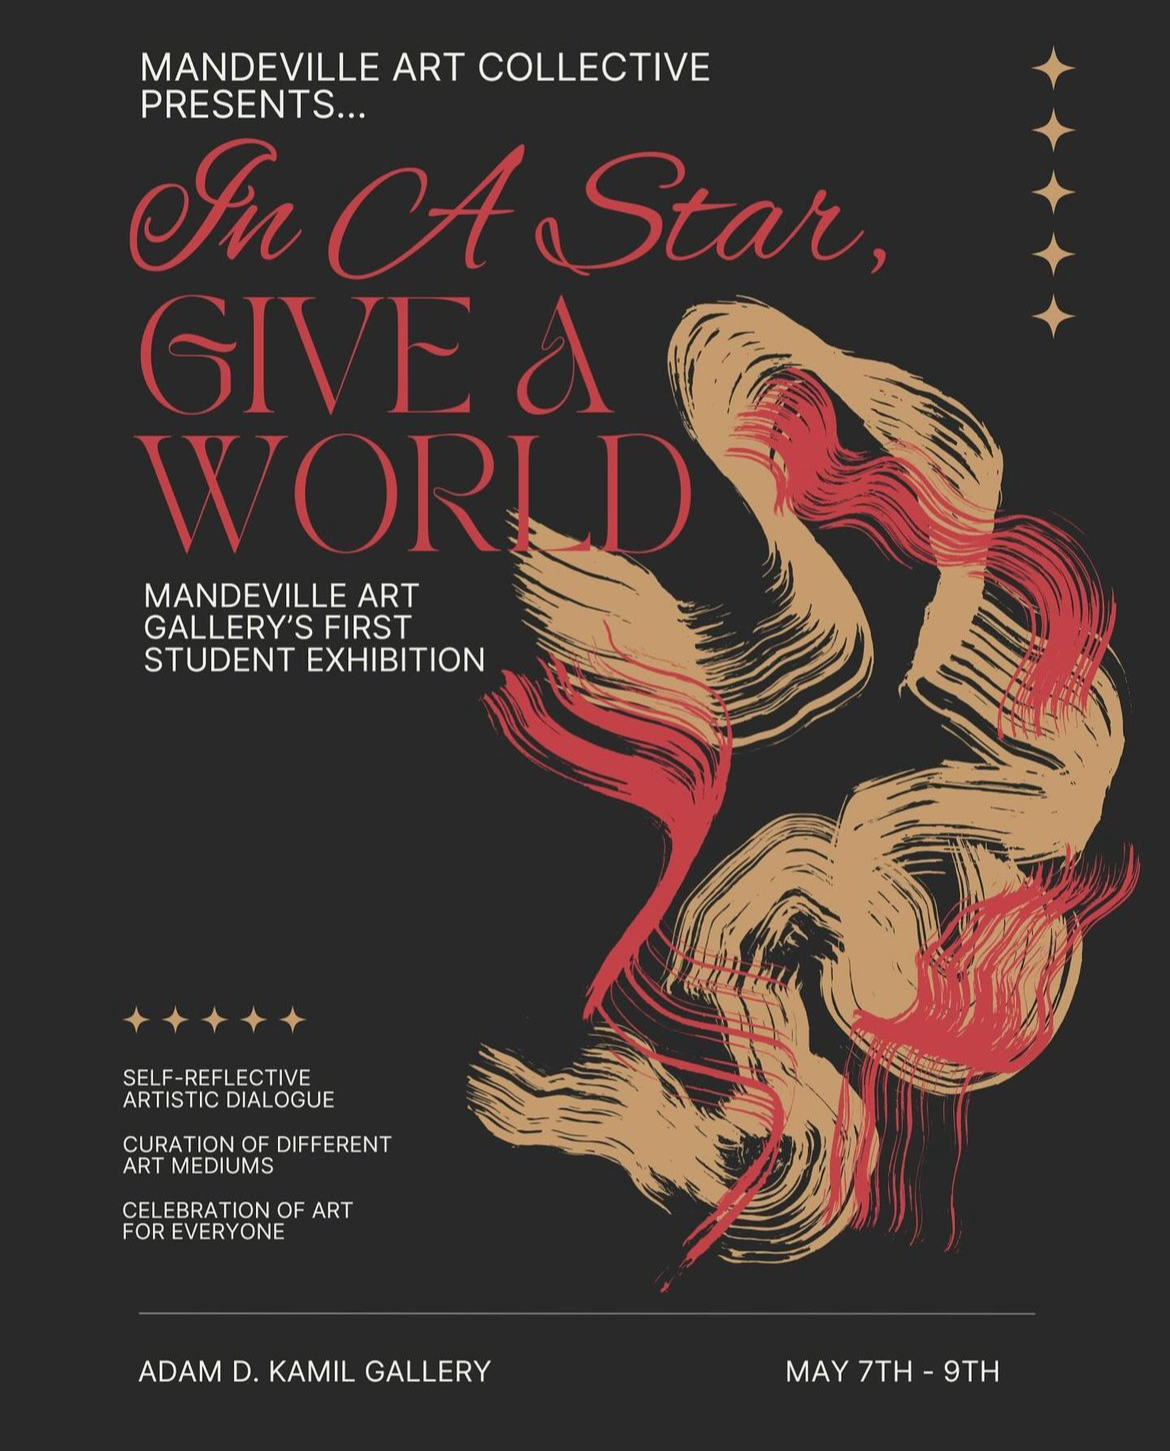 MANDEVILLE ART COLLECTIVE
PRESENTS...
In A Star,
GIVE A
WORLD
MANDEVILLE ART
GALLERY’S FIRST
STUDENT EXHIBITION
SELF-REFLECTIVE
ARTISTIC DIALOGUE
CURATION OF DIFFERENT
ART MEDIUMS
CELEBRATION OF ART
FOR EVERYONE
ADAM D. KAMIL GALLERY
MAY 7TH - 9TH